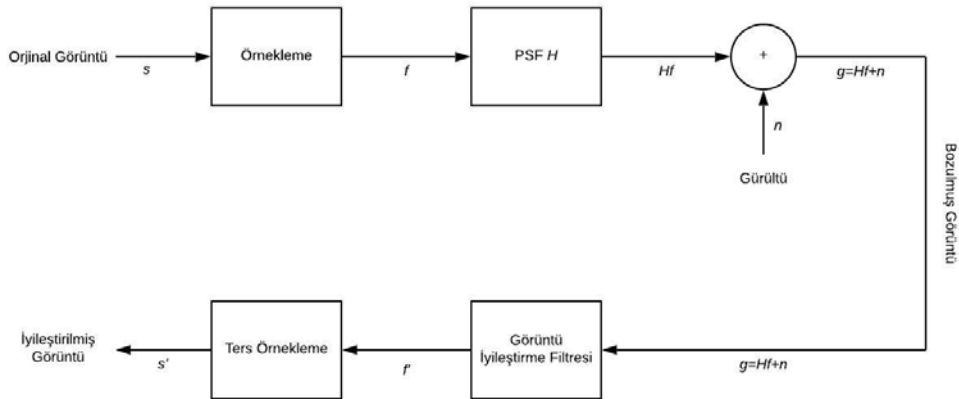 Orjinal Görüntü
s
Örnekleme
f
PSF H
Hf
+
g=Hf+n
n
Gürültü
Bozulmuş Görüntü
İyileştirilmiş
Görüntü
s'
Ters Örnekleme
f'
Görüntü
İyileştirme Filtresi
g=Hf+n